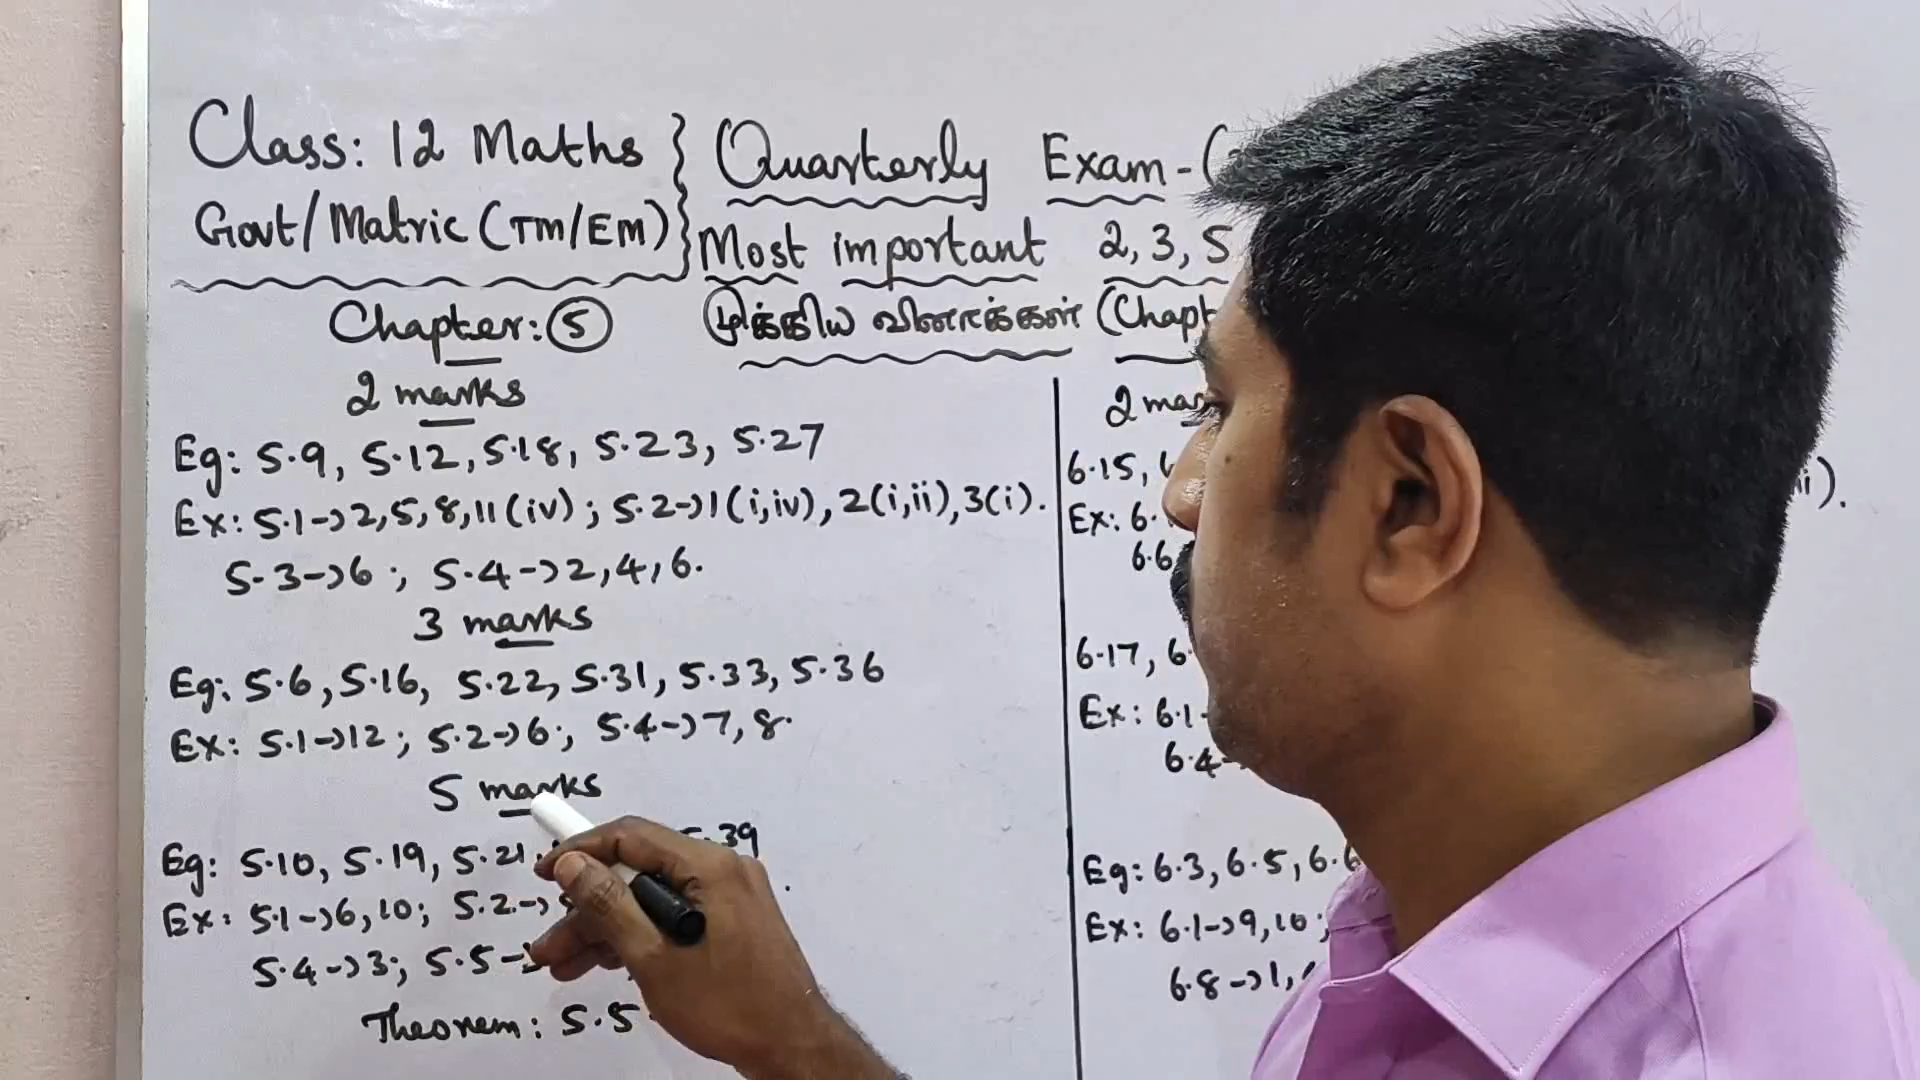 Class: 12 Maths } Quarterly Exam-(
Govt/Matric (TM/EM) } Most important 2, 3, 5
Chapter: 5 முக்கிய வினாக்கள் (Chapt
2 marks
Eg: 5.9, 5.12, 5.18, 5.23, 5.27
Ex: 5.1→2,5,8,11(iv); 5.2→1(i,iv), 2(i,ii), 3(i).
5.3→6; 5.4→2,4,6.
3 marks
Eg: 5.6, 5.16, 5.22, 5.31, 5.33, 5.36
Ex: 5.1→12; 5.2→6; 5.4→7, 8.
5 marks
Eg: 5.10, 5.19, 5.21, 5.39
Ex: 5.1→6,10; 5.2→
5.4→3; 5.5→
Theorem: 5.5
2 mar
6.15, 6 ii).
Ex: 6.
6.6
6.17, 6.
Ex: 6.1
6.4
Eg: 6.3, 6.5, 6.6
Ex: 6.1→9,10;
6.8→1,